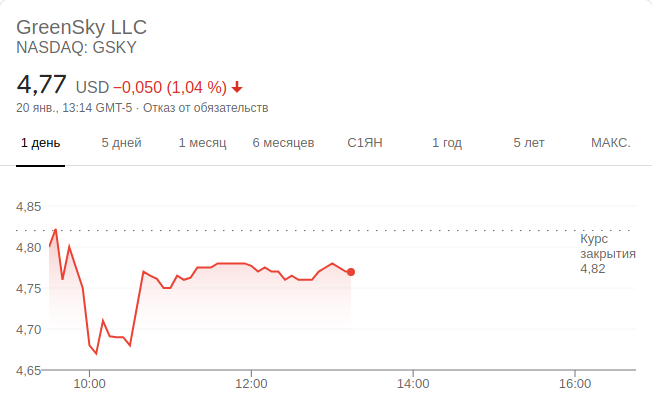 GreenSky LLC
NASDAQ: GSKY
4,77 USD −0,050 (1,04 %)
20 янв., 13:14 GMT-5 · Отказ от обязательств
1 день 5 дней 1 месяц 6 месяцев С1ЯН 1 год 5 лет МАКС.
4,85
Курс
закрытия
4,82
4,80
4,75
4,70
4,65
10:00 12:00 14:00 16:00